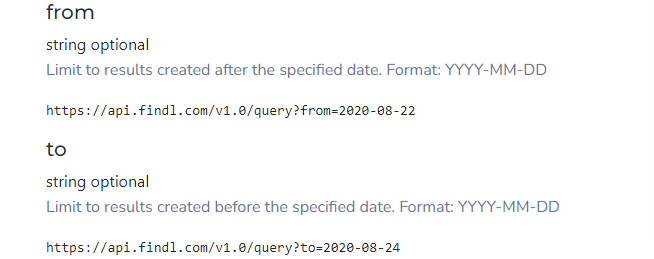 from
string optional
Limit to results created after the specified date. Format: YYYY-MM-DD
https://api.findl.com/v1.0/query?from=2020-08-22
to
string optional
Limit to results created before the specified date. Format: YYYY-MM-DD
https://api.findl.com/v1.0/query?to=2020-08-24